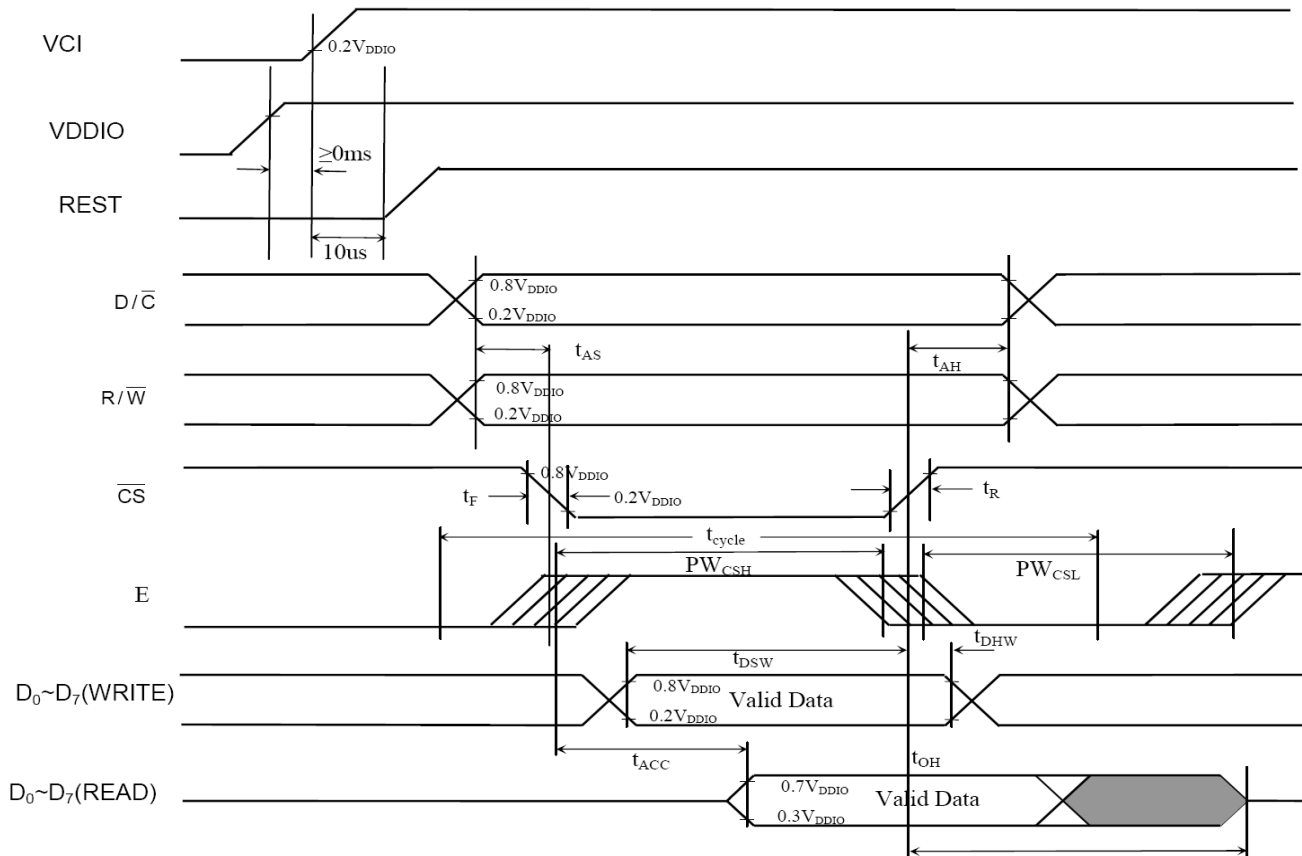 VCI
0.2VDDIO
VDDIO
≥0ms
REST
10us
D/C̅
0.8VDDIO
0.2VDDIO
tAS
tAH
R/W̅
0.8VDDIO
0.2VDDIO
C̅S̅
0.8VDDIO
tF
0.2VDDIO
tR
tcycle
PWCSH
PWCSL
E
tDSW
tDHW
D0~D7(WRITE)
0.8VDDIO
Valid Data
0.2VDDIO
tACC
tOH
D0~D7(READ)
0.7VDDIO
Valid Data
0.3VDDIO